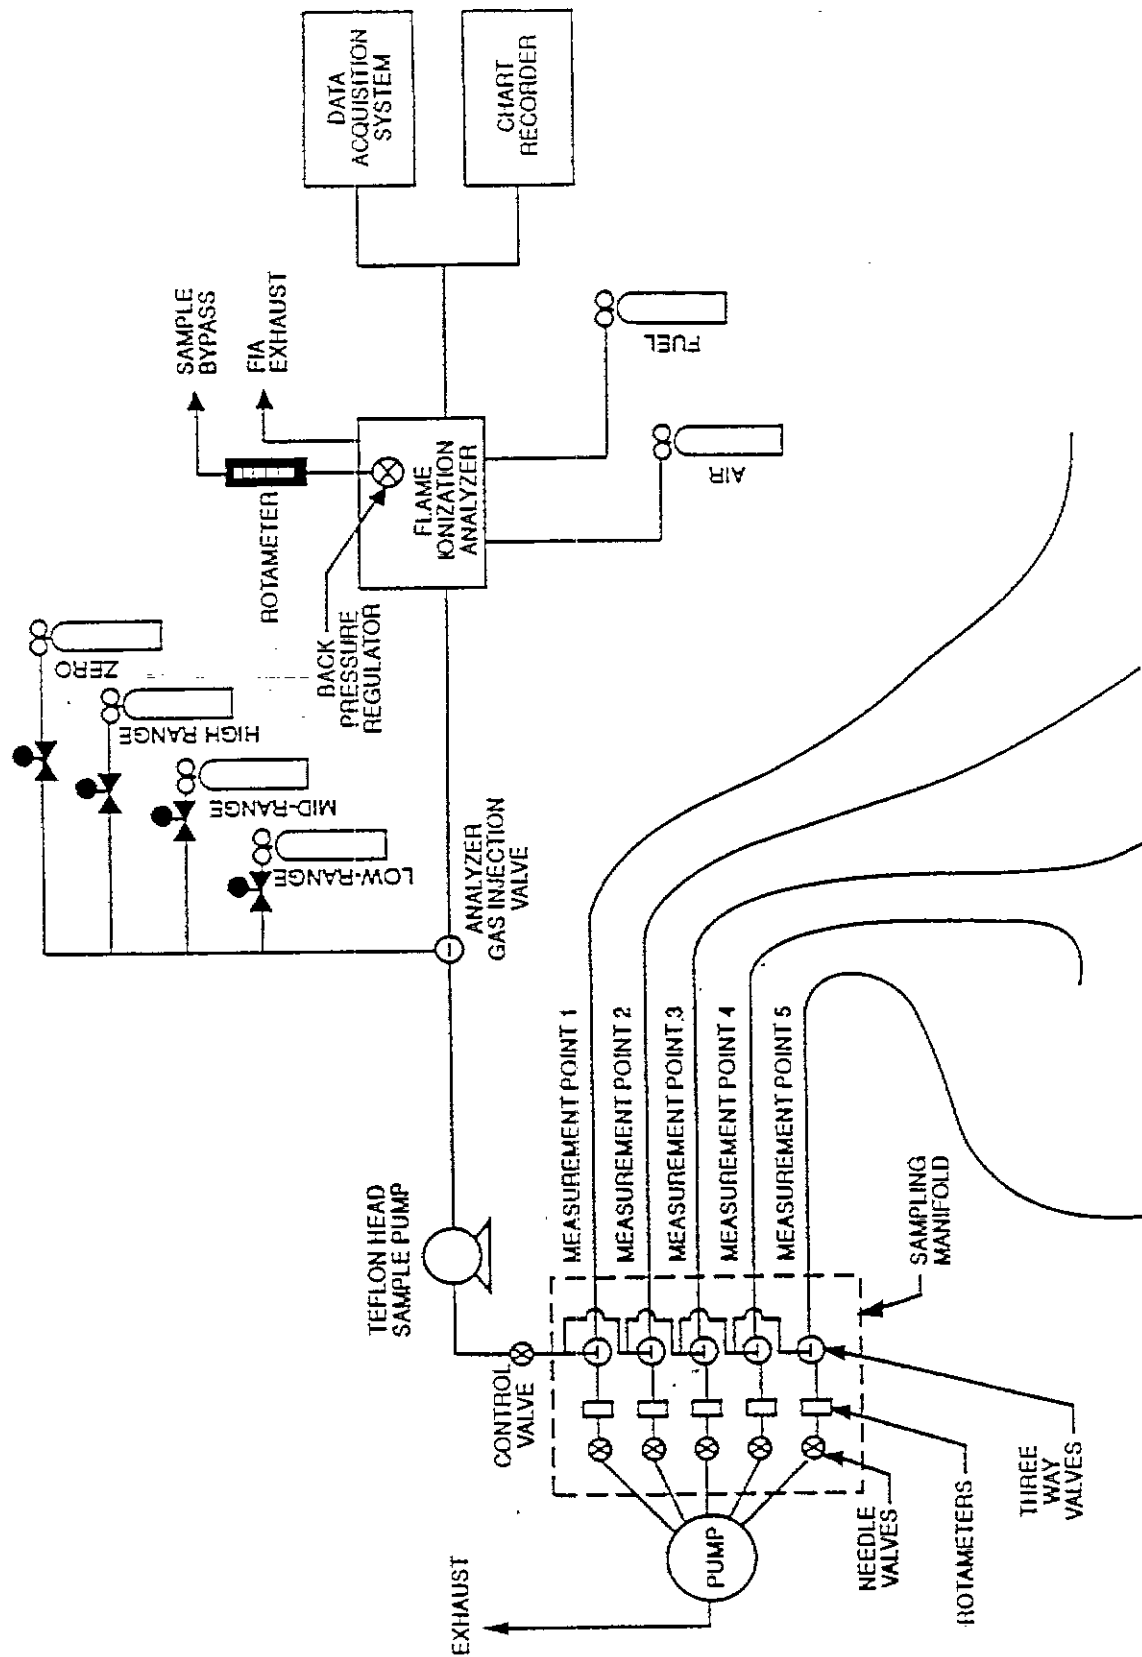 ZERO
HIGH RANGE
MID-RANGE
LOW-RANGE
SAMPLE
BYPASS
FIA
EXHAUST
ROTAMETER
BACK
PRESSURE
REGULATOR
DATA
ACQUISITION
SYSTEM
CHART
RECORDER
FLAME
IONIZATION
ANALYZER
FUEL
AIR
ANALYZER
GAS INJECTION
VALVE
TEFLON HEAD
SAMPLE PUMP
CONTROL
VALVE
MEASUREMENT POINT 1
MEASUREMENT POINT 2
MEASUREMENT POINT 3
MEASUREMENT POINT 4
MEASUREMENT POINT 5
SAMPLING
MANIFOLD
EXHAUST
PUMP
NEEDLE
VALVES
ROTAMETERS
THREE
WAY
VALVES